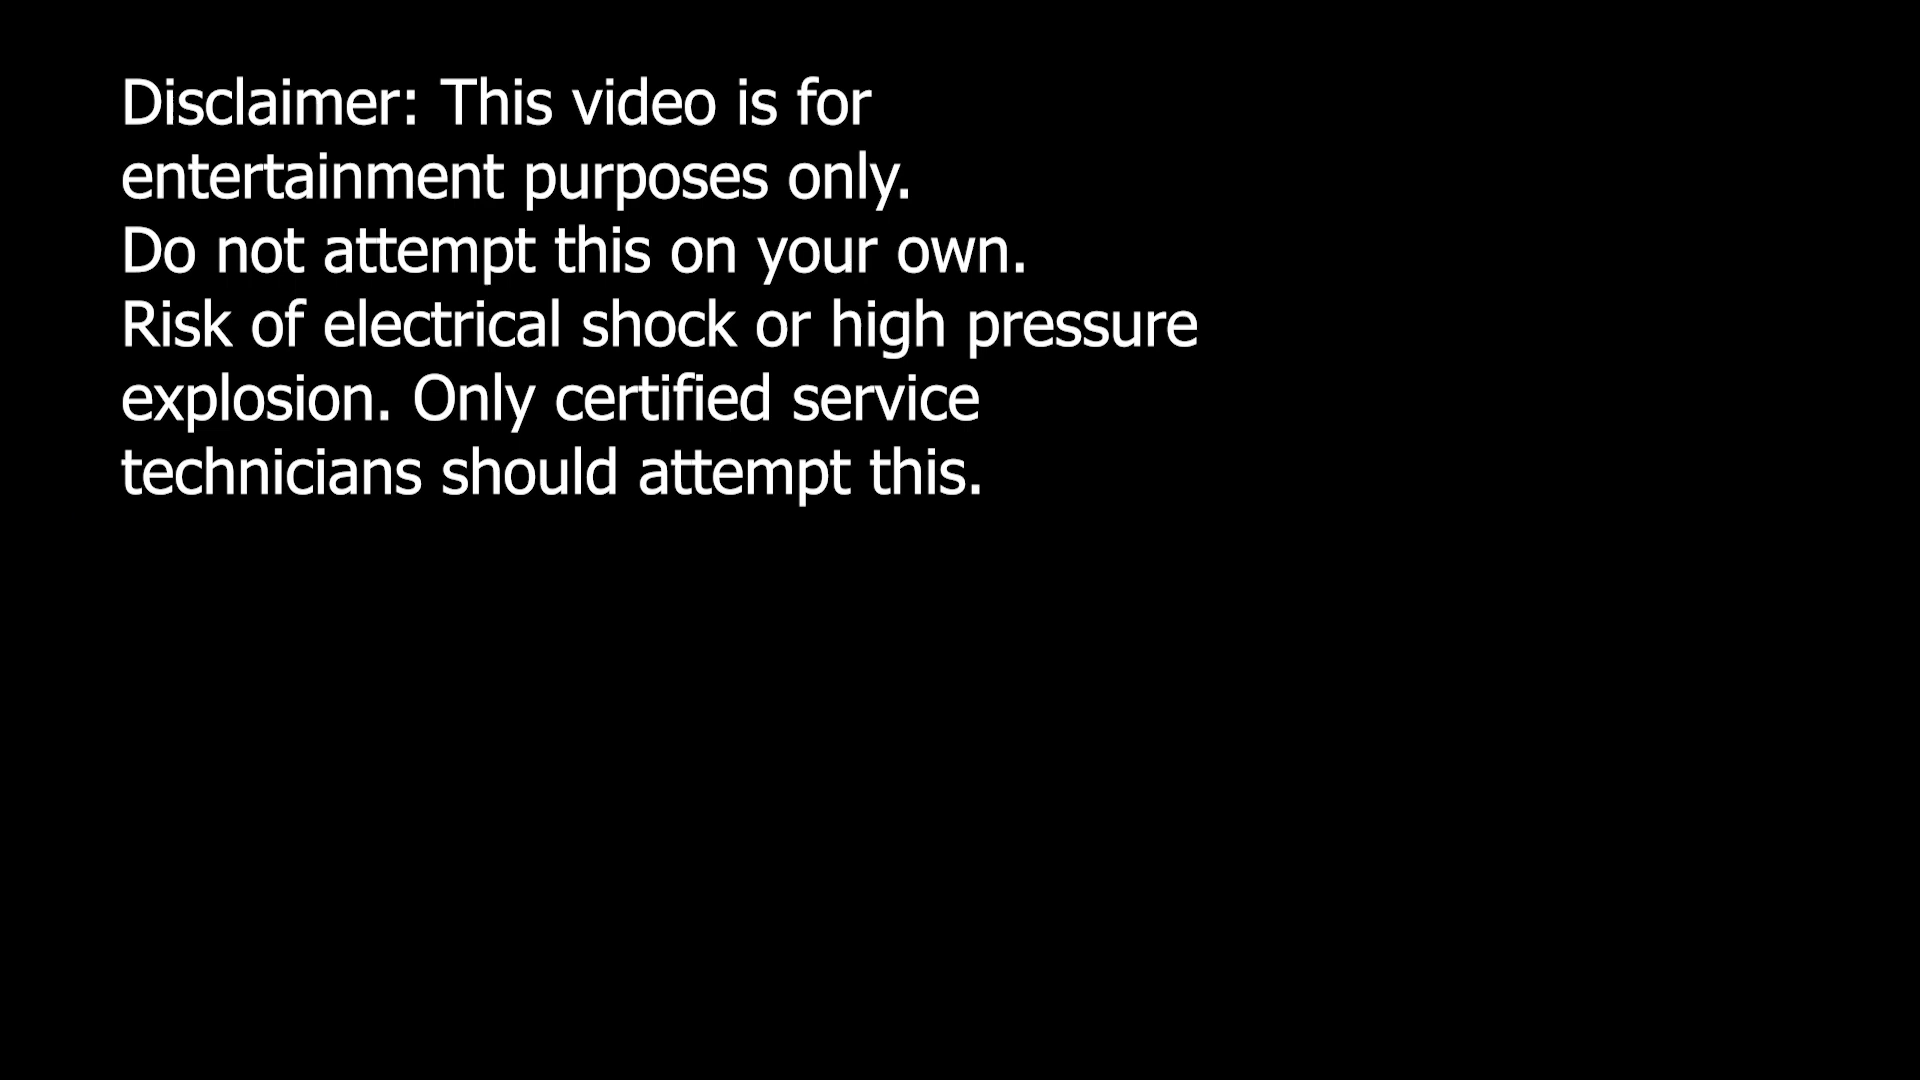 Disclaimer: This video is for
entertainment purposes only.
Do not attempt this on your own.
Risk of electrical shock or high pressure
explosion. Only certified service
technicians should attempt this.